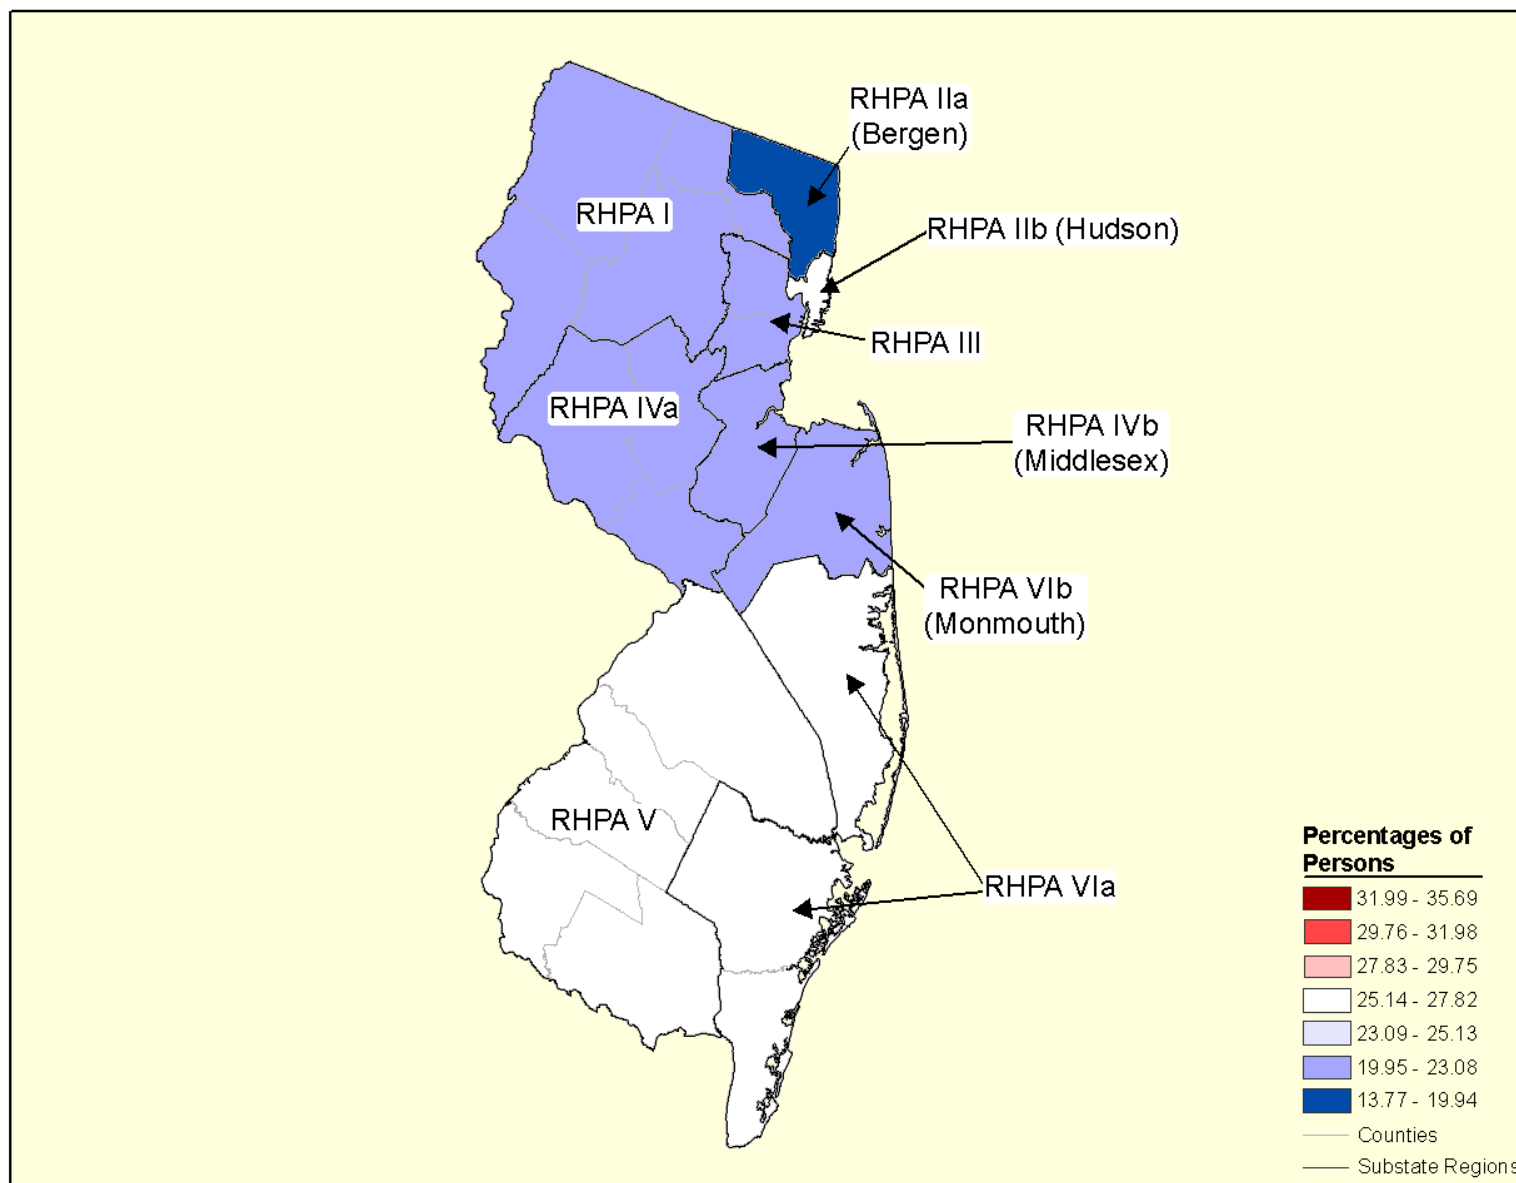 RHPA IIa
(Bergen)
RHPA I
RHPA IIb (Hudson)
RHPA III
RHPA IVa
RHPA IVb
(Middlesex)
RHPA VIb
(Monmouth)
RHPA V
RHPA VIa
Percentages of
Persons
31.99 - 35.69
29.76 - 31.98
27.83 - 29.75
25.14 - 27.82
23.09 - 25.13
19.95 - 23.08
13.77 - 19.94
Counties
Substate Regions